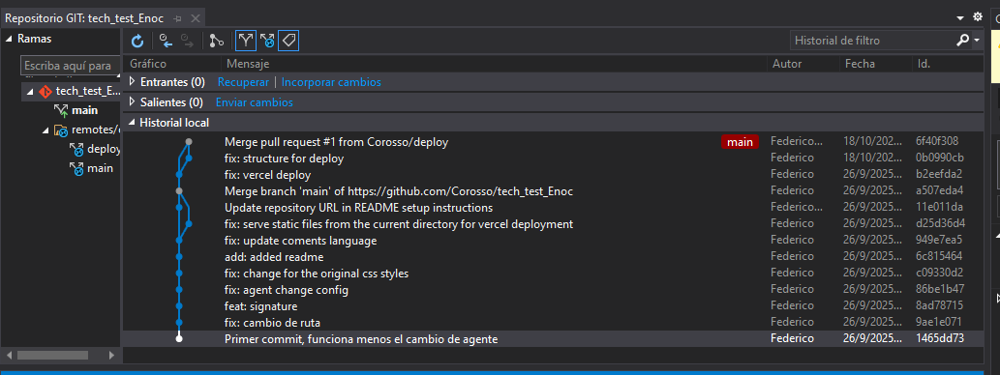 Repositorio GIT: tech_test_Enoc
Ramas
Escriba aquí para
Historial de filtro
Gráfico Mensaje Autor Fecha Id.
Entrantes (0) Recuperar | Incorporar cambios
tech_test_E...
Salientes (0) Enviar cambios
main
Historial local
remotes/
Merge pull request #1 from Corosso/deploy main Federico... 18/10/202... 6f40f308
deploy
fix: structure for deploy Federico 18/10/202... 0b0990cb
main
fix: vercel deploy Federico 26/9/2025... b2eefda2
Merge branch 'main' of https://github.com/Corosso/tech_test_Enoc Federico 26/9/2025... a507eda4
Update repository URL in README setup instructions Federico... 26/9/2025... 11e011da
fix: serve static files from the current directory for vercel deployment Federico 26/9/2025... d25d36d4
fix: update coments language Federico 26/9/2025... 949e7ea5
add: added readme Federico 26/9/2025... 6c815464
fix: change for the original css styles Federico 26/9/2025... c09330d2
fix: agent change config Federico 26/9/2025... 86be1b47
feat: signature Federico 26/9/2025... 8ad78715
fix: cambio de ruta Federico 26/9/2025... 9ae1e071
Primer commit, funciona menos el cambio de agente Federico 26/9/2025... 1465dd73